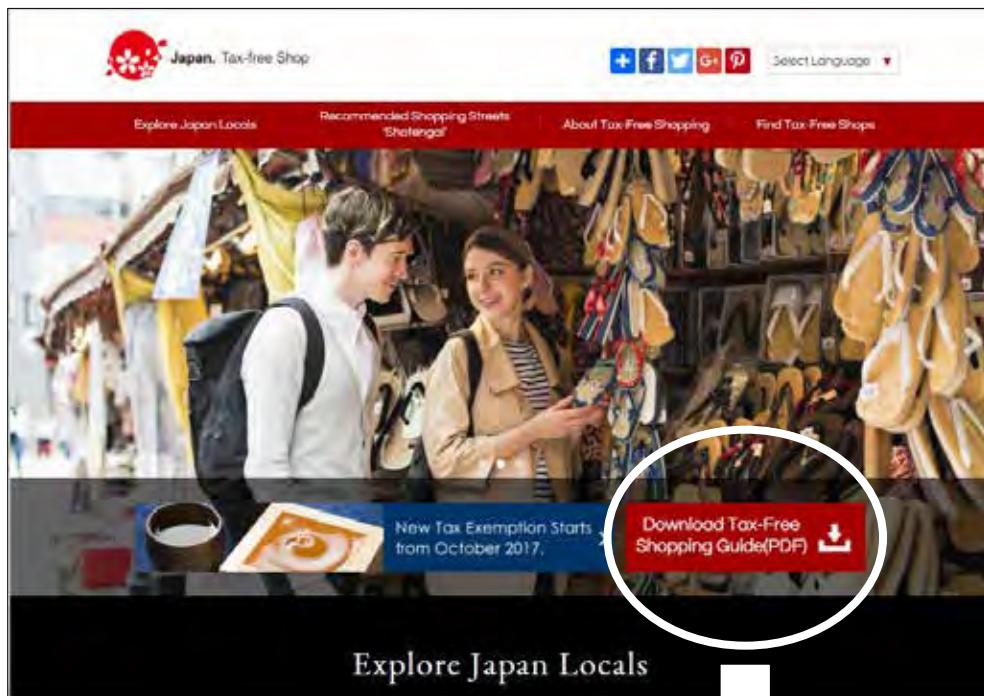 Japan. Tax-free Shop
Select Language
Explore Japan Locals
Recommended Shopping Streets
'Shotengai'
About Tax-Free Shopping
Find Tax-Free Shops
New Tax Exemption Starts
from October 2017.
Download Tax-Free
Shopping Guide(PDF)
Explore Japan Locals